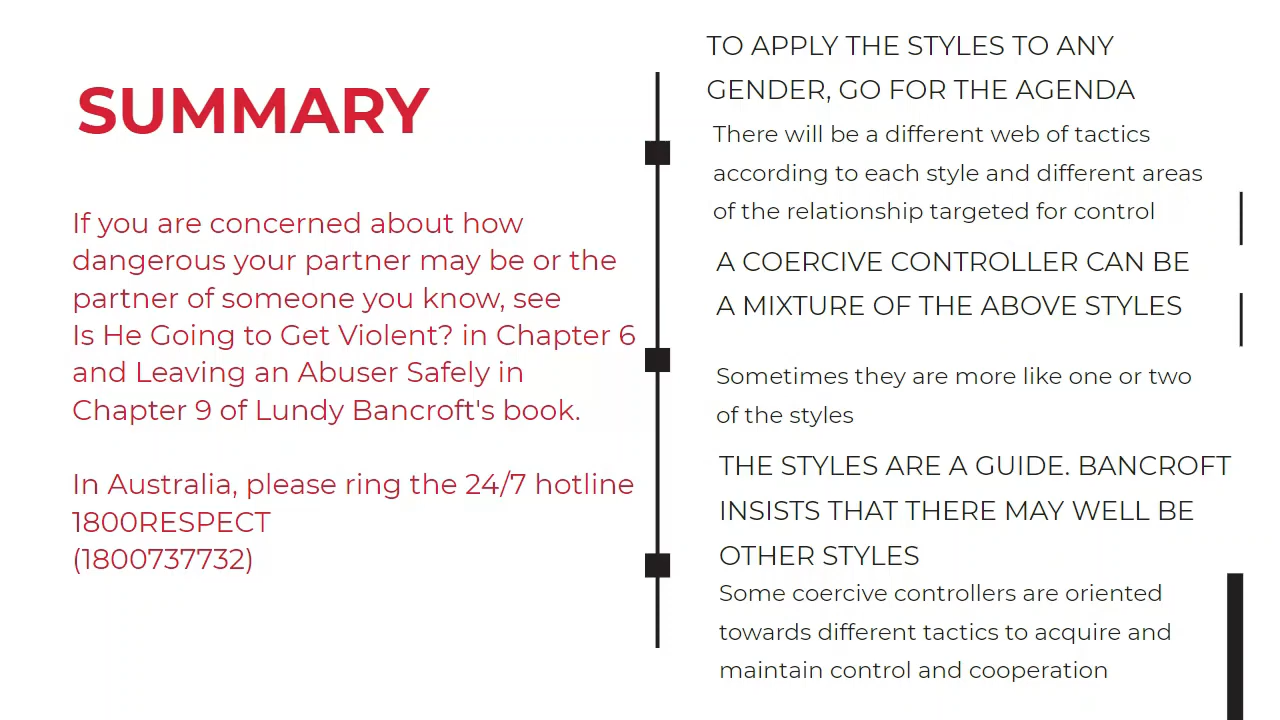 SUMMARY
If you are concerned about how
dangerous your partner may be or the
partner of someone you know, see
Is He Going to Get Violent? in Chapter 6
and Leaving an Abuser Safely in
Chapter 9 of Lundy Bancroft's book.
In Australia, please ring the 24/7 hotline
1800RESPECT
(1800737732)
TO APPLY THE STYLES TO ANY
GENDER, GO FOR THE AGENDA
There will be a different web of tactics
according to each style and different areas
of the relationship targeted for control
A COERCIVE CONTROLLER CAN BE
A MIXTURE OF THE ABOVE STYLES
Sometimes they are more like one or two
of the styles
THE STYLES ARE A GUIDE. BANCROFT
INSISTS THAT THERE MAY WELL BE
OTHER STYLES
Some coercive controllers are oriented
towards different tactics to acquire and
maintain control and cooperation